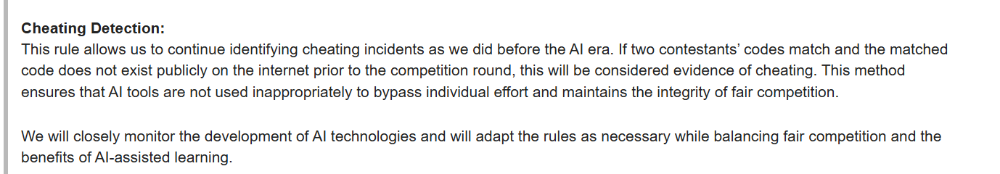 Cheating Detection:
This rule allows us to continue identifying cheating incidents as we did before the AI era. If two contestants’ codes match and the matched
code does not exist publicly on the internet prior to the competition round, this will be considered evidence of cheating. This method
ensures that AI tools are not used inappropriately to bypass individual effort and maintains the integrity of fair competition.
We will closely monitor the development of AI technologies and will adapt the rules as necessary while balancing fair competition and the
benefits of AI-assisted learning.